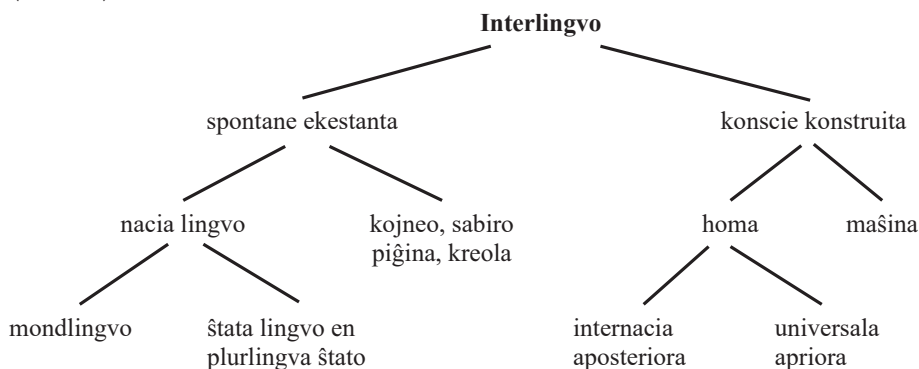 Interlingvo
spontane ekestanta
konscie konstruita
nacia lingvo
kojneo, sabiro
piĝina, kreola
homa
maŝina
mondlingvo
ŝtata lingvo en
plurlingva ŝtato
internacia
aposteriora
universala
apriora